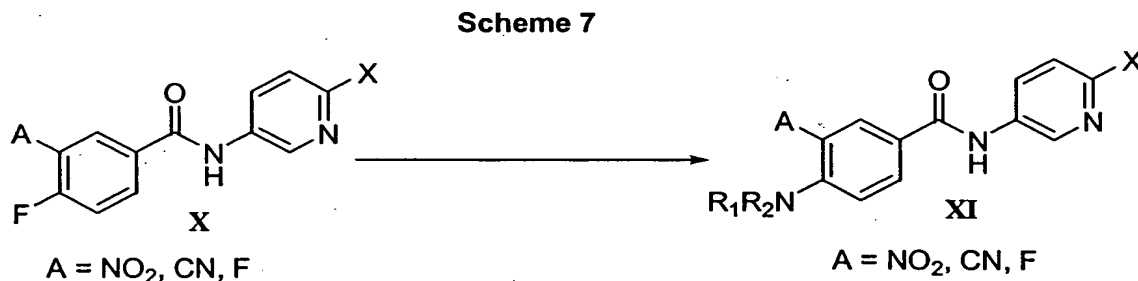 Scheme 7
O
X
A
N
N
H
F
X
A = NO₂, CN, F
O
X
A
N
N
H
R₁R₂N
XI
A = NO₂, CN, F